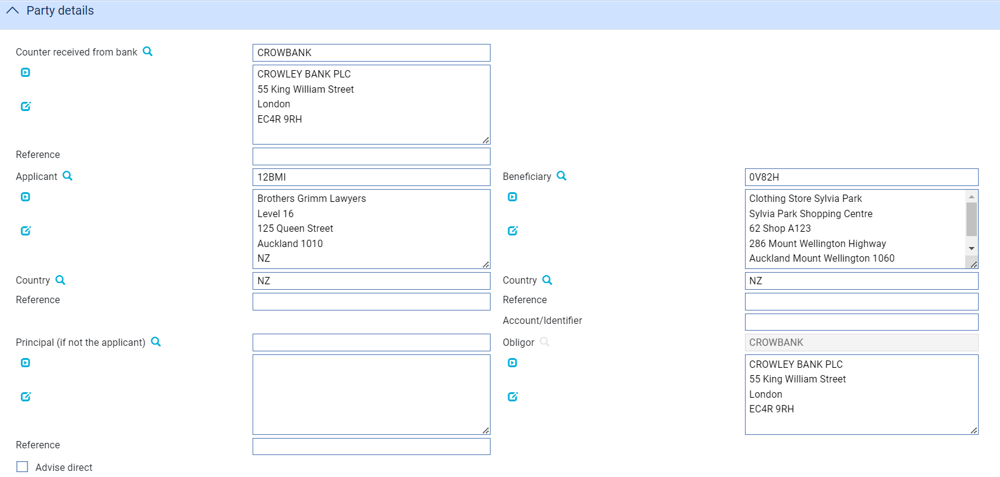 Party details
Counter received from bank
CROWBANK
CROWLEY BANK PLC
55 King William Street
London
EC4R 9RH
Reference
Applicant
12BMI
Brothers Grimm Lawyers
Level 16
125 Queen Street
Auckland 1010
NZ
Beneficiary
0V82H
Clothing Store Sylvia Park
Sylvia Park Shopping Centre
62 Shop A123
286 Mount Wellington Highway
Auckland Mount Wellington 1060
Country
NZ
Country
NZ
Reference
Reference
Account/Identifier
Principal (if not the applicant)
Obligor
CROWBANK
CROWLEY BANK PLC
55 King William Street
London
EC4R 9RH
Reference
Advise direct